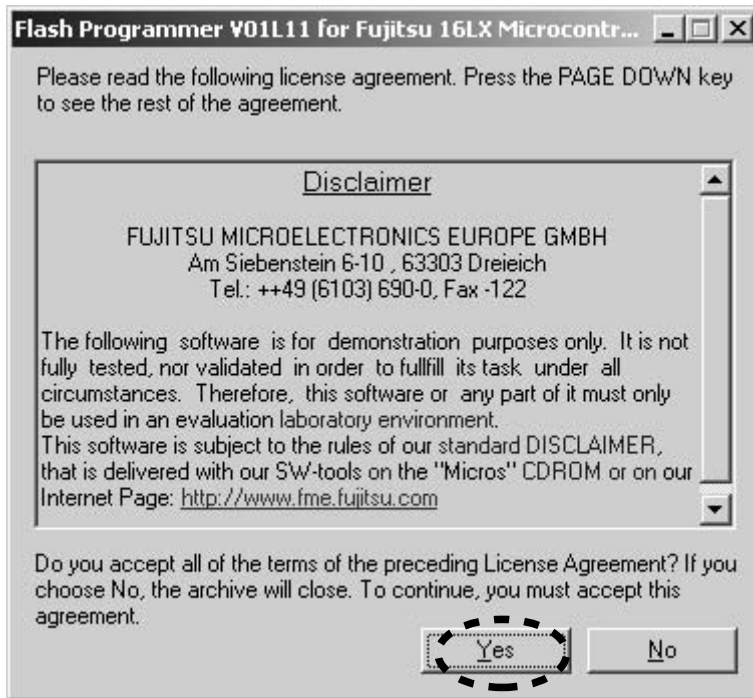 Flash Programmer V01L11 for Fujitsu 16LX Microcontr...
Please read the following license agreement. Press the PAGE DOWN key
to see the rest of the agreement.
Disclaimer
FUJITSU MICROELECTRONICS EUROPE GMBH
Am Siebenstein 6-10 , 63303 Dreieich
Tel.: ++49 (6103) 690-0, Fax -122
The following software is for demonstration purposes only. It is not
fully tested, nor validated in order to fullfill its task under all
circumstances. Therefore, this software or any part of it must only
be used in an evaluation laboratory environment.
This software is subject to the rules of our standard DISCLAIMER,
that is delivered with our SW-tools on the "Micros" CDROM or on our
Internet Page: http://www.fme.fujitsu.com
Do you accept all of the terms of the preceding License Agreement? If you
choose No, the archive will close. To continue, you must accept this
agreement.
Yes No